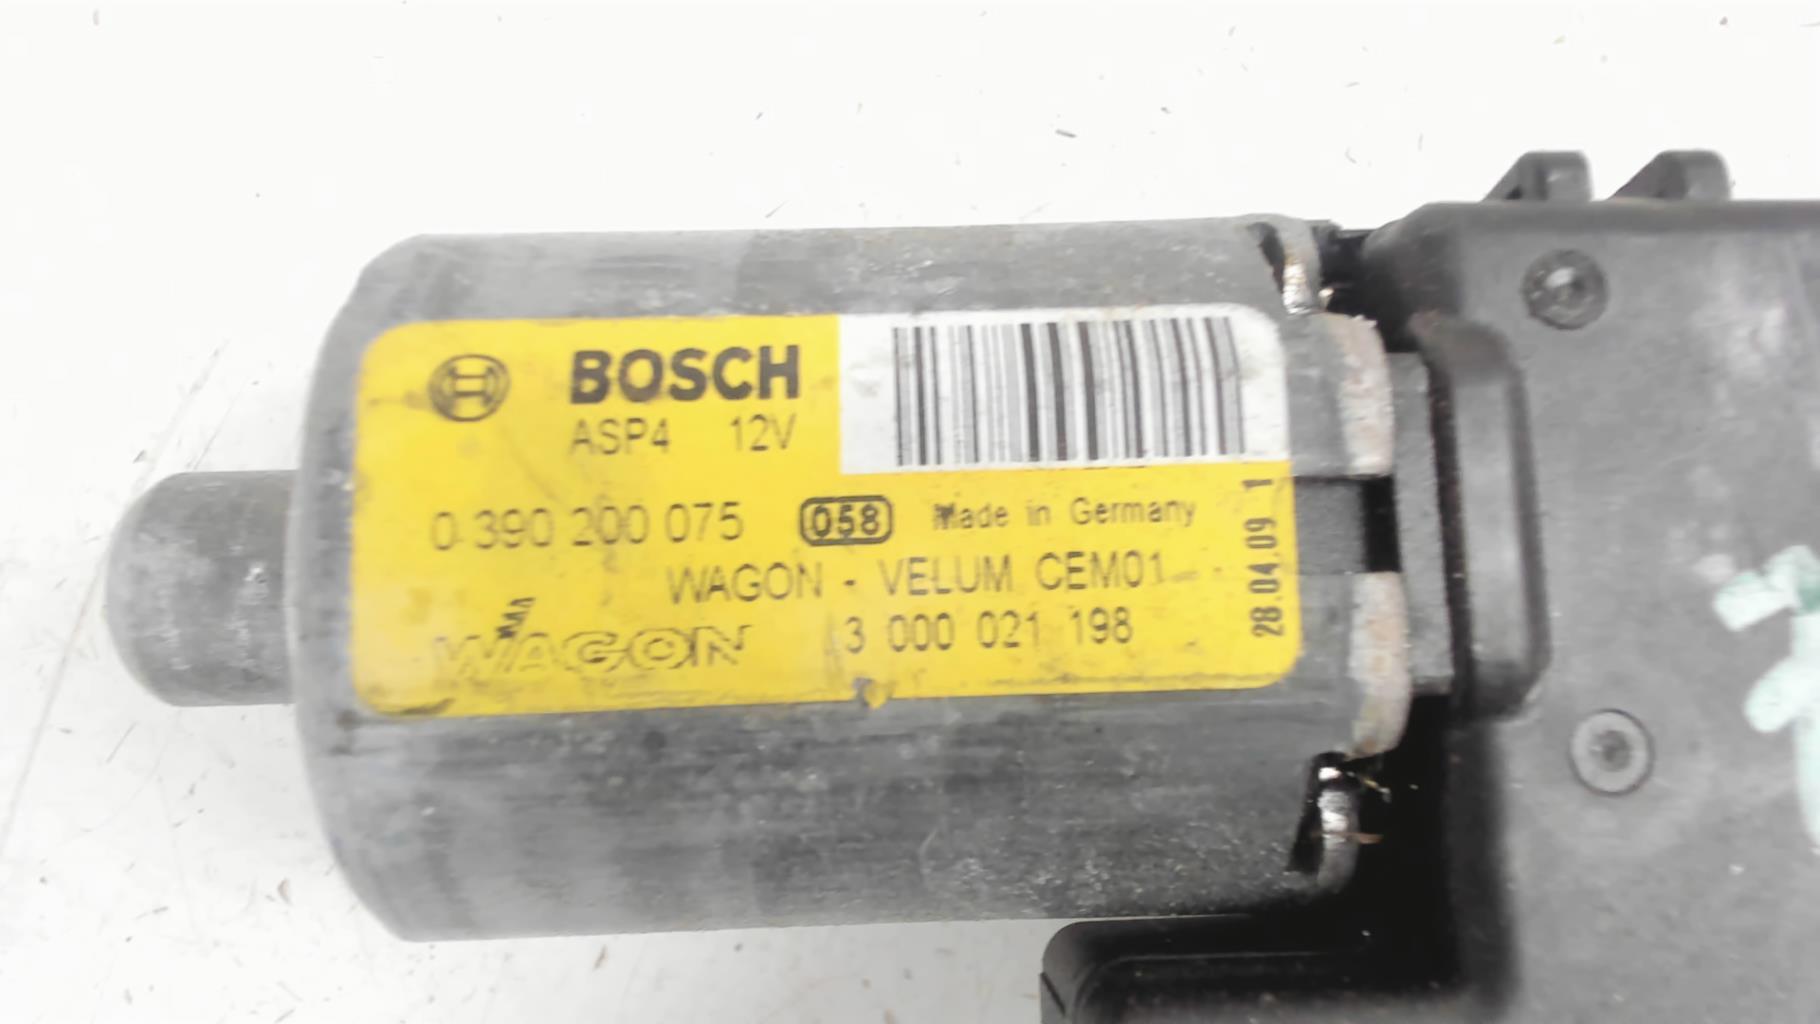 BOSCH
ASP4 12V
0 390 200 075 058 Made in Germany
WAGON - VELUM CEM01
WAGON 3 000 021 198
28.04.09 1